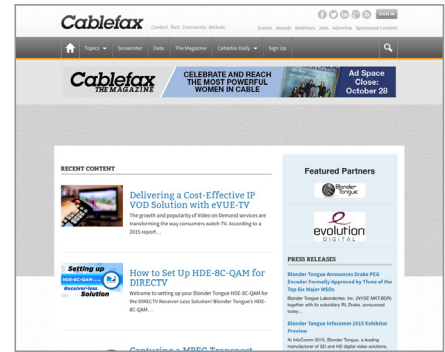 Cablefax
Content. Tech. Community. Attitude.
SIGN IN
Events Awards Webinars Jobs Advertise Sponsored Content
Topics
Screenster
Data
The Magazine
Cablefax Daily
Sign Up
Cablefax
THE MAGAZINE
CELEBRATE AND REACH
THE MOST POWERFUL
WOMEN IN CABLE
Ad Space
Close:
October 28
RECENT CONTENT
Delivering a Cost-Effective IP
VOD Solution with eVUE-TV
The growth and popularity of Video on Demand services are
transforming the way consumers watch TV. According to a
2015 report…
Setting up
HDE-8C-QAM
Receiver-less
Solution
How to Set Up HDE-8C-QAM for
DIRECTV
Welcome to setting up your Blonder Tongue HDE-8C-QAM for
the DIRECTV Receiver-Less Solution! Blonder Tongue's HDE-
8C-QAM…
Capturing a MPEG Transport
Featured Partners
Blonder
Tongue
evolution
DIGITAL
PRESS RELEASES
Blonder Tongue Announces Drake PEG
Encoder Formally Approved by Three of the
Top Six Major MSOs
Blonder Tongue Laboratories, Inc. (NYSE MKT:BDR)
together with its subsidiary RL Drake, announced
today…
Blonder Tongue Infocomm 2015 Exhibitor
Preview
At InfoComm 2015, Blonder Tongue, a leading
manufacturer of SD and HD digital video solutions,